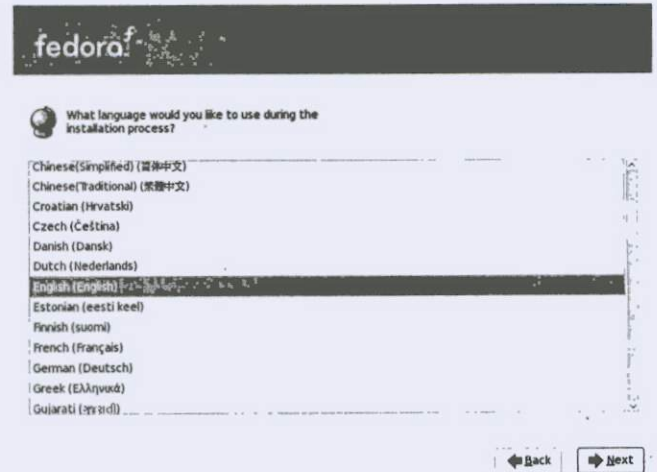 fedora
What language would you like to use during the
installation process?
Chinese(Simplified) (简体中文)
Chinese(Traditional) (繁體中文)
Croatian (Hrvatski)
Czech (Čeština)
Danish (Dansk)
Dutch (Nederlands)
English (English)
Estonian (eesti keel)
Finnish (suomi)
French (Français)
German (Deutsch)
Greek (Ελληνικά)
Gujarati (ગુજરાતી)
Back
Next